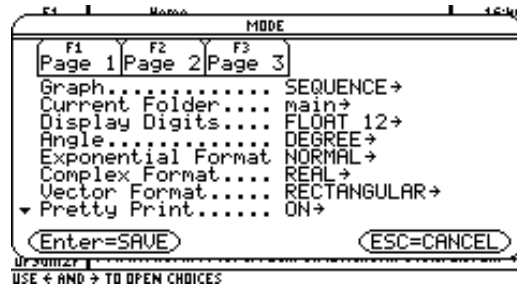 F1 Home
MODE
F1 F2 F3
Page 1 Page 2 Page 3
Graph.............. SEQUENCE→
Current Folder.... main→
Display Digits.... FLOAT 12→
Angle.............. DEGREE→
Exponential Format NORMAL→
Complex Format.... REAL→
Vector Format..... RECTANGULAR→
Pretty Print...... ON→
Enter=SAVE ESC=CANCEL
USE ← AND → TO OPEN CHOICES